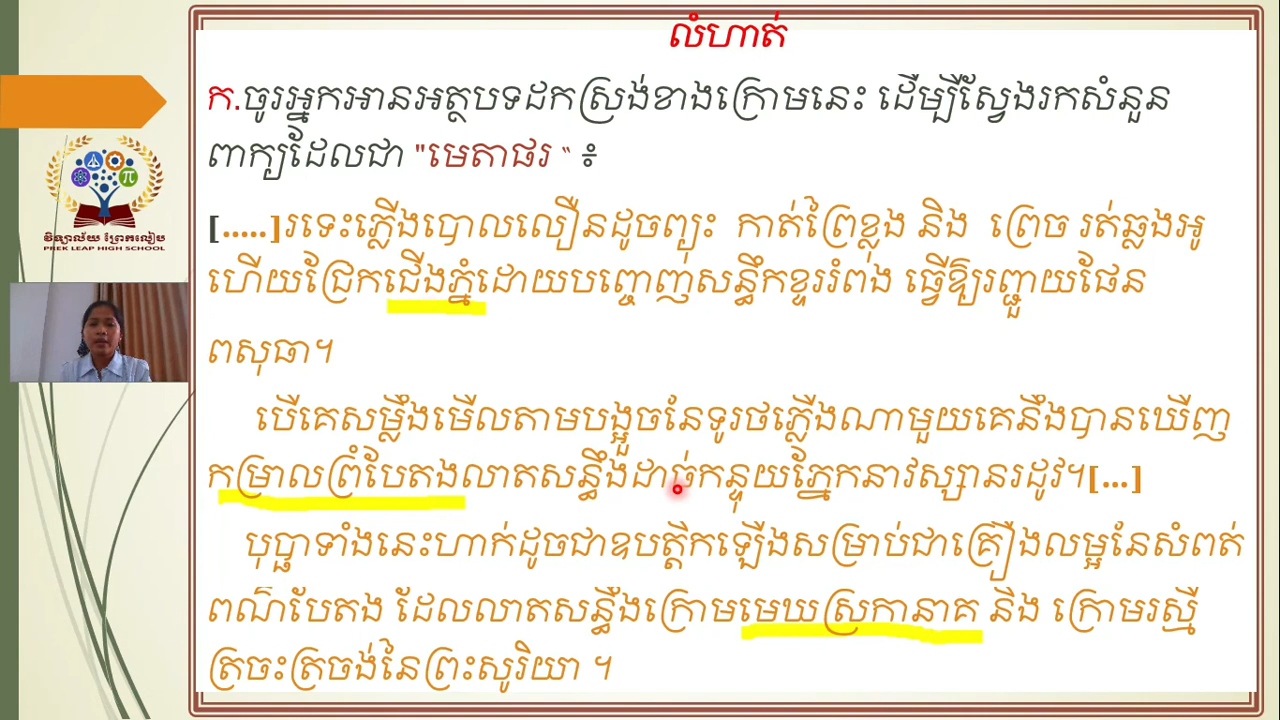 លំហាត់
ក.ចូរអ្នកអានអត្ថបទដកស្រង់ខាងក្រោមនេះ ដើម្បីស្វែងរកសំនួន
ពាក្យដែលជា "មេតាផរ " ៖
[.....]រទេះភ្លើងបោលលឿនដូចព្យុះ កាត់ព្រៃខ្លង និង ព្រេច រត់ឆ្លងអូ
ហើយជ្រែកជើងភ្នំដោយបញ្ចេញសន្ធឹកខ្ទររំពង ធ្វើឱ្យរញ្ជួយផែន
ពសុធា។
បើគេសម្លឹងមើលតាមបង្អួចនៃទូរថភ្លើងណាមួយគេនឹងបានឃើញ
កម្រាលព្រំបៃតងលាតសន្ធឹងដាច់កន្ទុយភ្នែកនាវស្សានរដូវ។[...]
បុប្ផាទាំងនេះហាក់ដូចជាឧបត្តិកឡើងសម្រាប់ជាគ្រឿងលម្អនៃសំពត់
ពណ៌បៃតង ដែលលាតសន្ធឹងក្រោមមេឃស្រកានាគ និង ក្រោមរស្មី
ត្រចះត្រចង់នៃព្រះសូរិយា ។
វិទ្យាល័យ ព្រែកលៀប
PREK LEAP HIGH SCHOOL